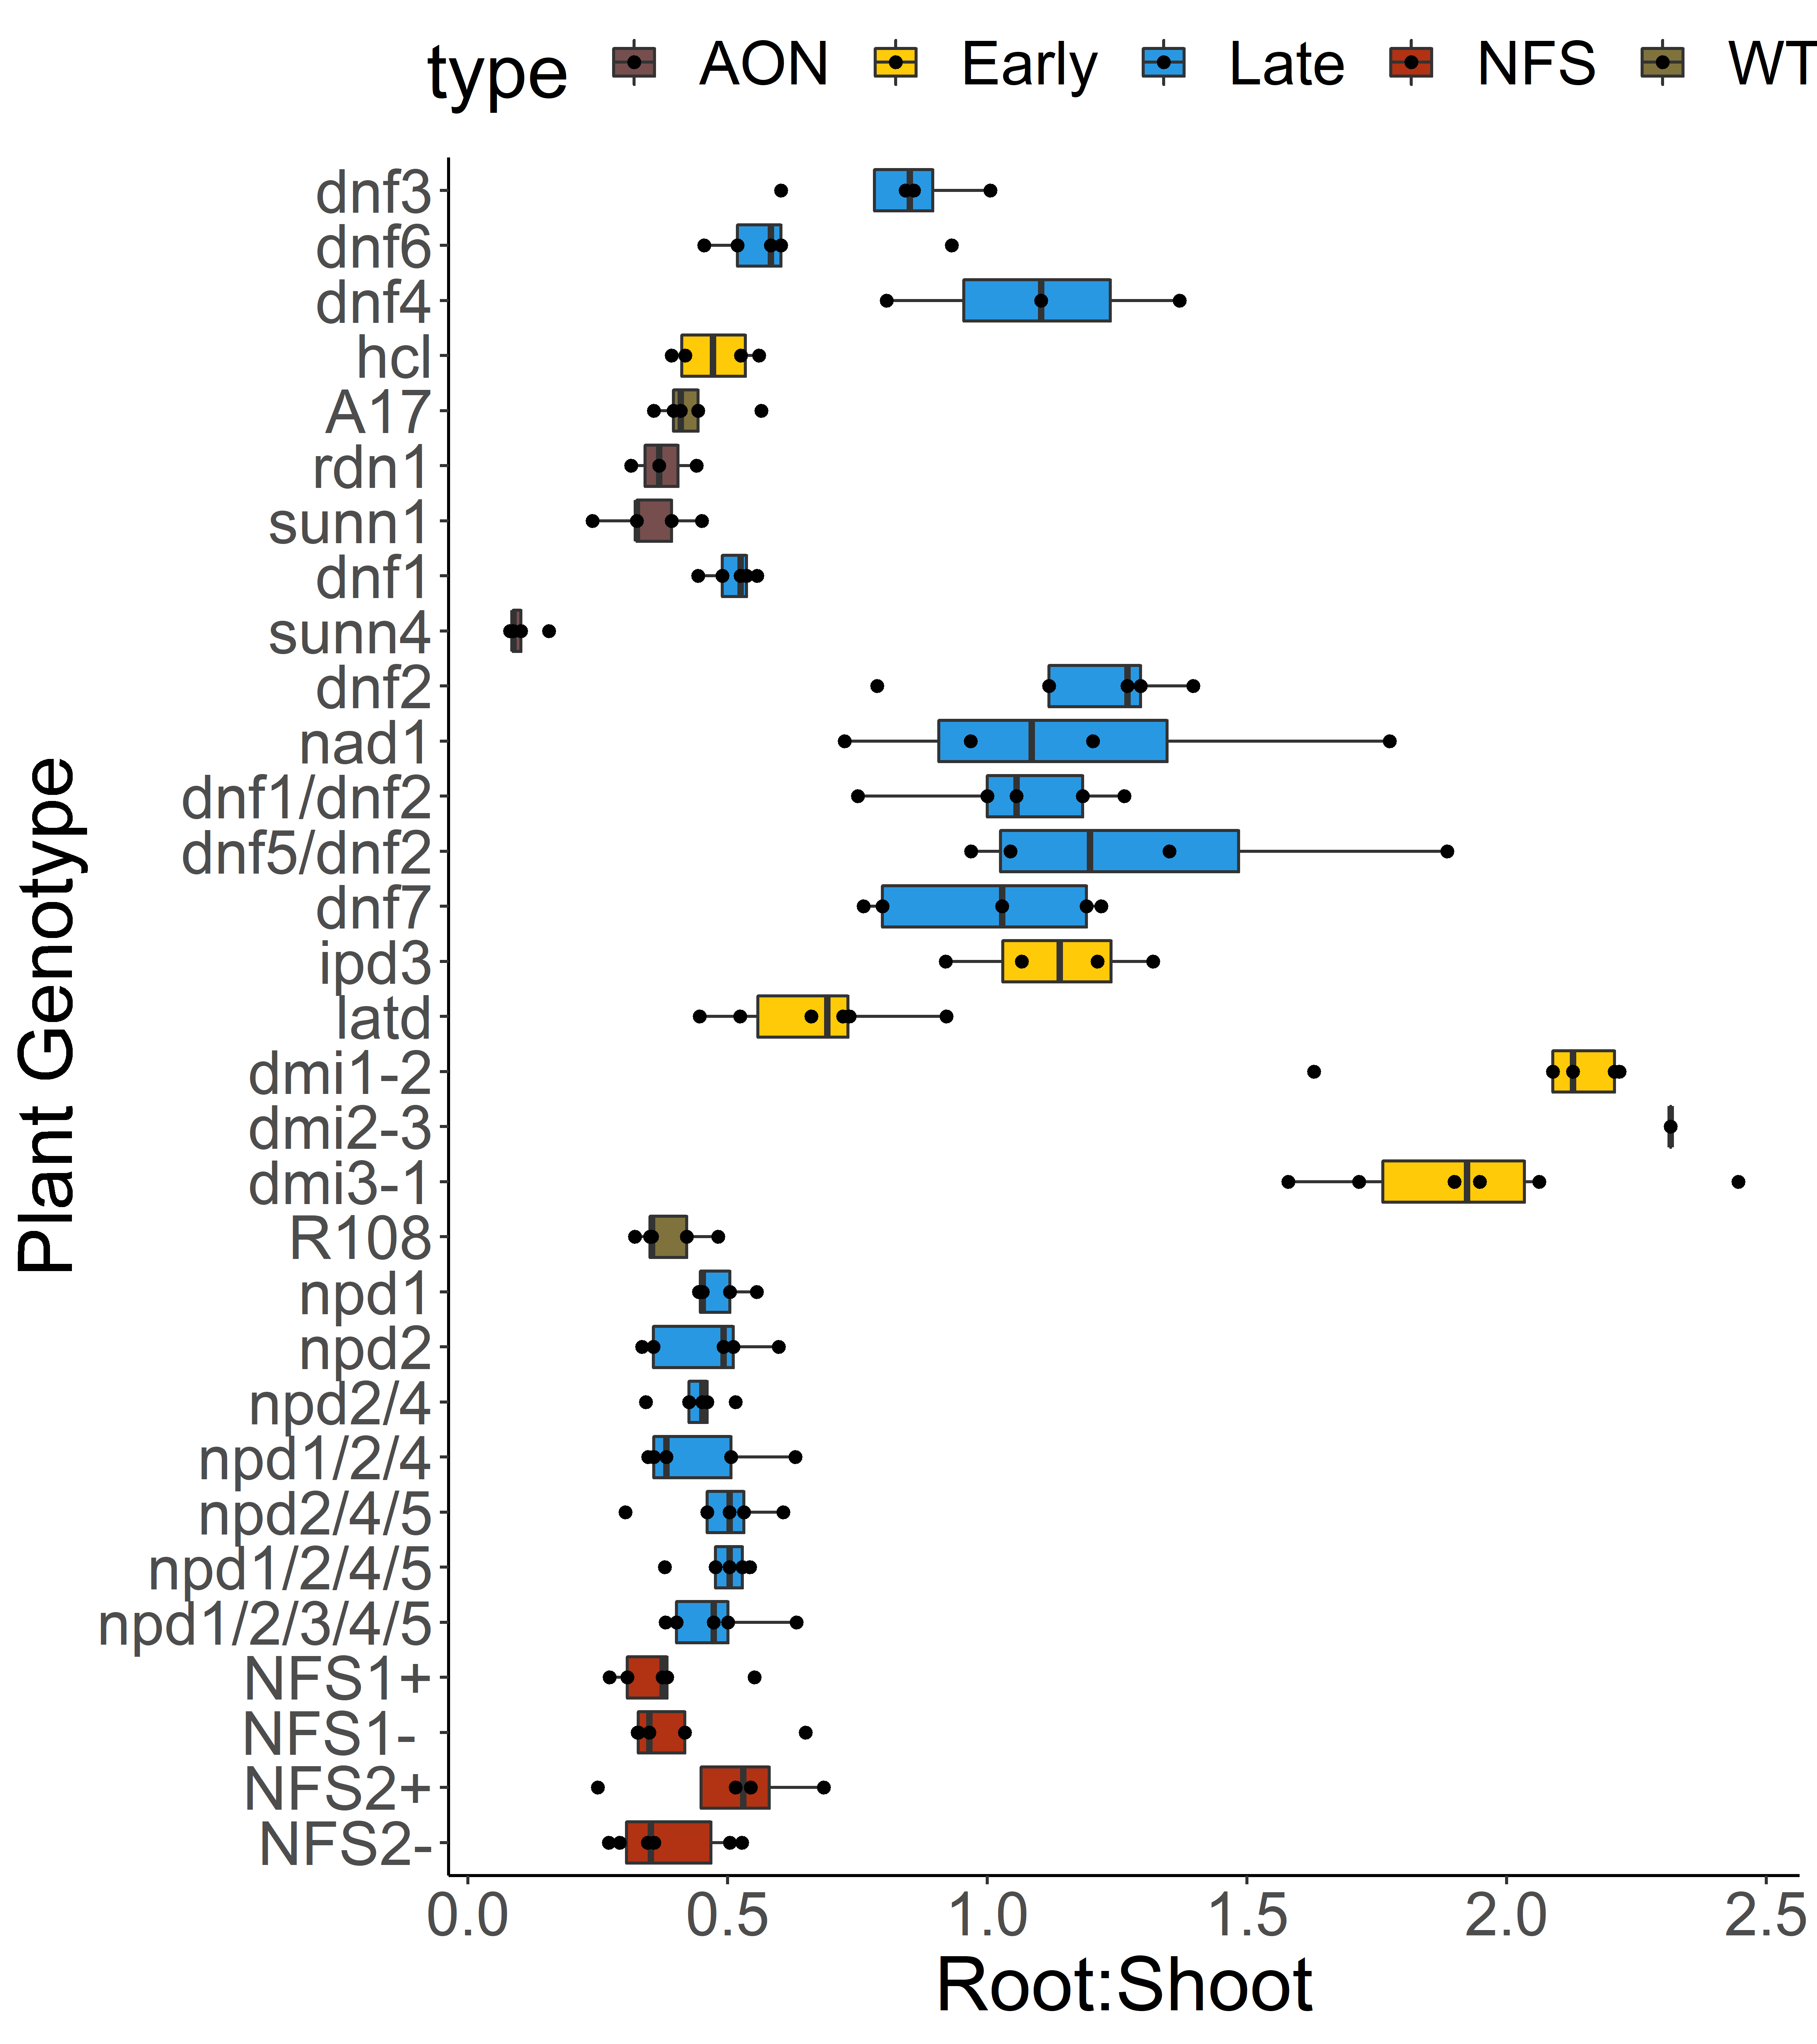 type AON Early Late NFS WT
Plant Genotype
dnf3
dnf6
dnf4
hcl
A17
rdn1
sunn1
dnf1
sunn4
dnf2
nad1
dnf1/dnf2
dnf5/dnf2
dnf7
ipd3
latd
dmi1-2
dmi2-3
dmi3-1
R108
npd1
npd2
npd2/4
npd1/2/4
npd2/4/5
npd1/2/4/5
npd1/2/3/4/5
NFS1+
NFS1-
NFS2+
NFS2-
0.0 0.5 1.0 1.5 2.0 2.5
Root:Shoot